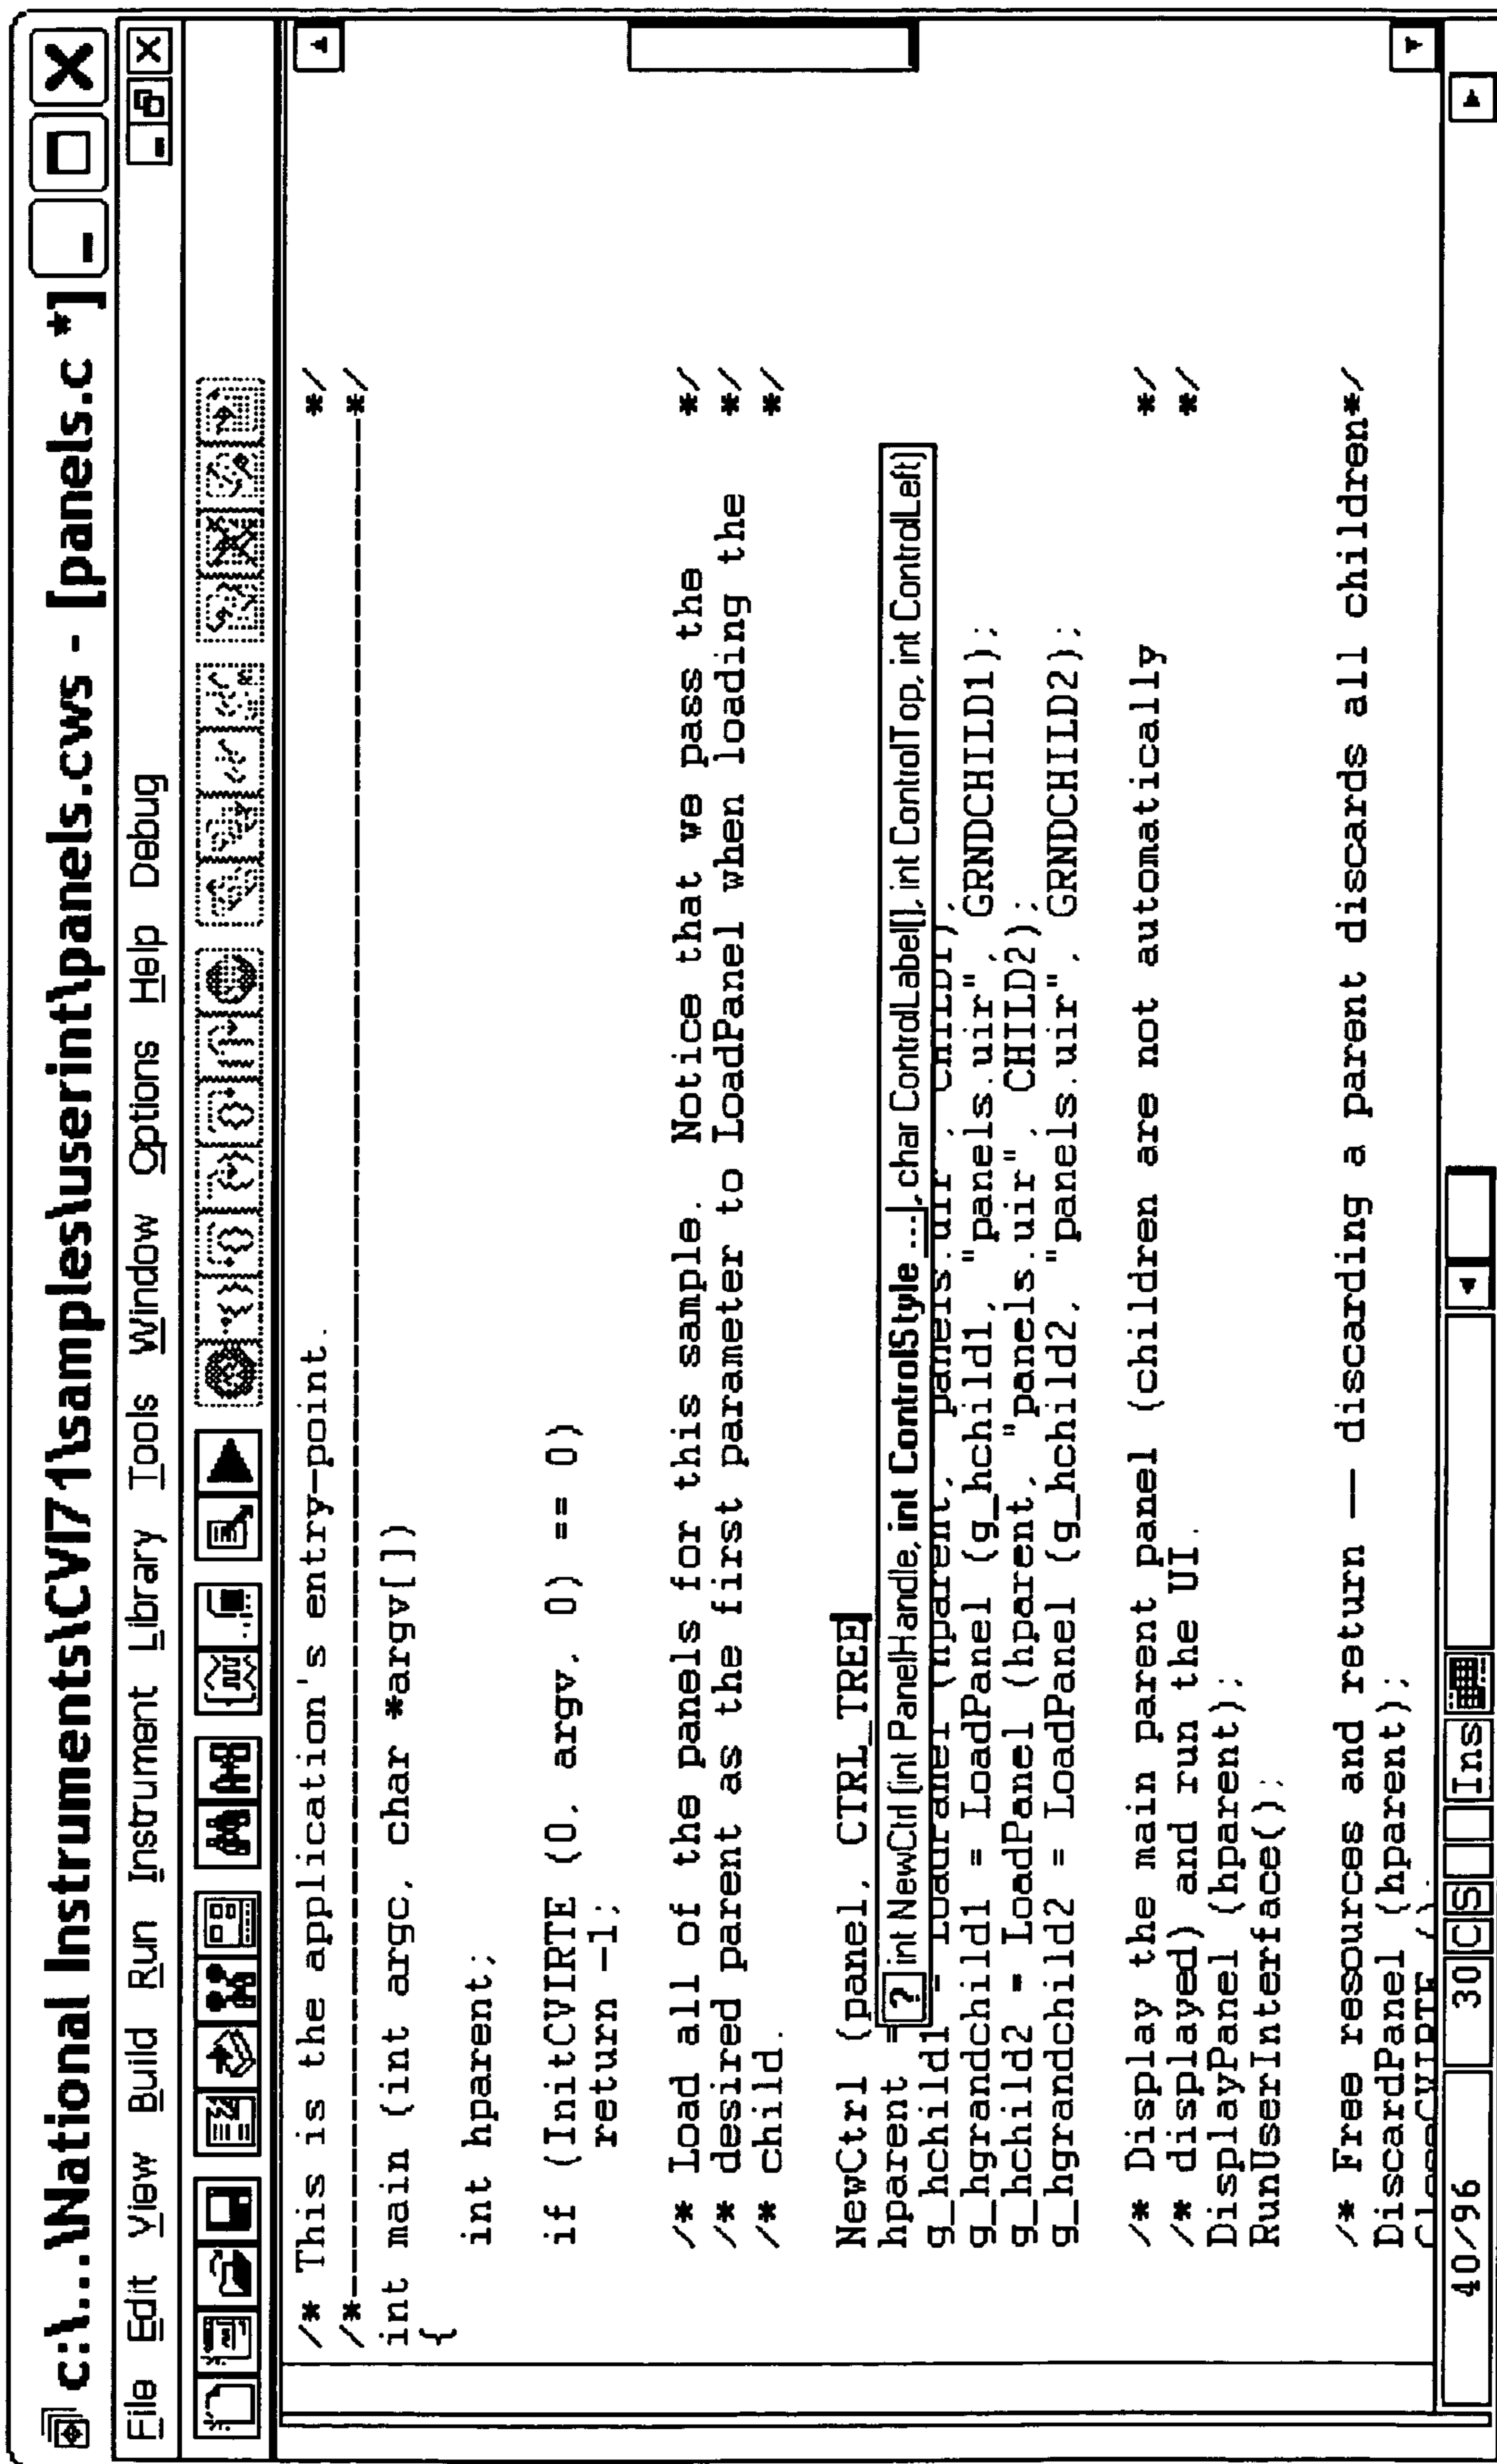 c:\...\National Instruments\CVI71\samples\userint\panels.cws - [panels.c *]
File Edit View Build Run Instrument Library Tools Window Options Help Debug
/* This is the application's entry-point. */
/*----------------------------------------------------------------------------*/
int main (int argc, char *argv[])
{
int hparent;
if (InitCVIRTE (0, argv, 0) == 0)
return -1;
/* Load all of the panels for this sample. Notice that we pass the */
/* desired parent as the first parameter to LoadPanel when loading the */
/* child. */
NewCtrl (panel, CTRL_TREE
hparent =
? int NewCtrl (int PanelHandle, int ControlStyle ..., char ControlLabel[], int ControlTop, int ControlLeft)
g_hchild1 = LoadPanel (hparent, "panels.uir", CHILD1);
g_hgrandchild1 = LoadPanel (g_hchild1, "panels.uir", GRNDCHILD1);
g_hchild2 = LoadPanel (hparent, "panels.uir", CHILD2);
g_hgrandchild2 = LoadPanel (g_hchild2, "panels.uir", GRNDCHILD2);
/* Display the main parent panel (children are not automatically */
/* displayed) and run the UI. */
DisplayPanel (hparent);
RunUserInterface();
/* Free resources and return -- discarding a parent discards all children*/
DiscardPanel (hparent);
CloseCVIRTE ();
40/96 30 C S Ins